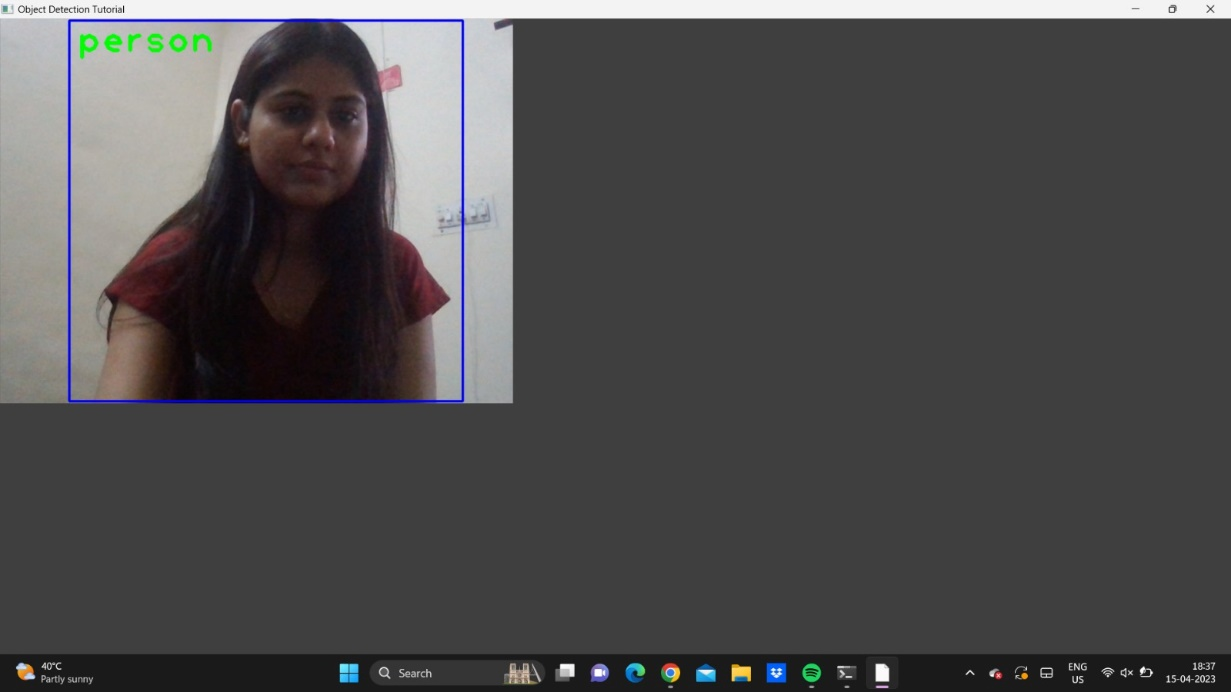 Object Detection Tutorial
person
40°C
Partly sunny
Search
ENG
US
18:37
15-04-2023